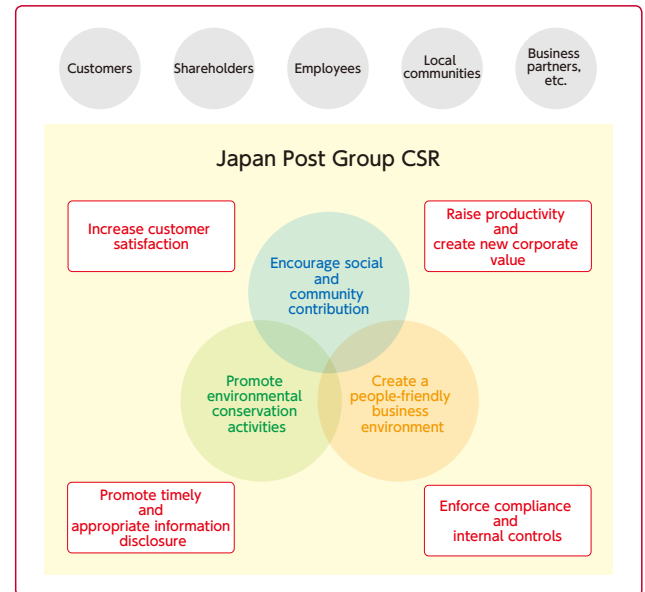 Customers
Shareholders
Employees
Local
communities
Business
partners,
etc.
Japan Post Group CSR
Increase customer
satisfaction
Raise productivity
and
create new corporate
value
Encourage social
and
community
contribution
Promote
environmental
conservation
activities
Create a
people-friendly
business
environment
Promote timely
and
appropriate information
disclosure
Enforce compliance
and
internal controls